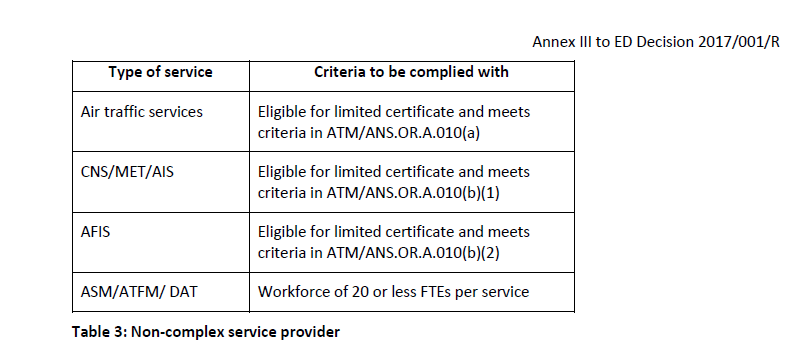 Annex III to ED Decision 2017/001/R
Type of service
Criteria to be complied with
Air traffic services
Eligible for limited certificate and meets
criteria in ATM/ANS.OR.A.010(a)
CNS/MET/AIS
Eligible for limited certificate and meets
criteria in ATM/ANS.OR.A.010(b)(1)
AFIS
Eligible for limited certificate and meets
criteria in ATM/ANS.OR.A.010(b)(2)
ASM/ATFM/ DAT
Workforce of 20 or less FTEs per service
Table 3: Non-complex service provider